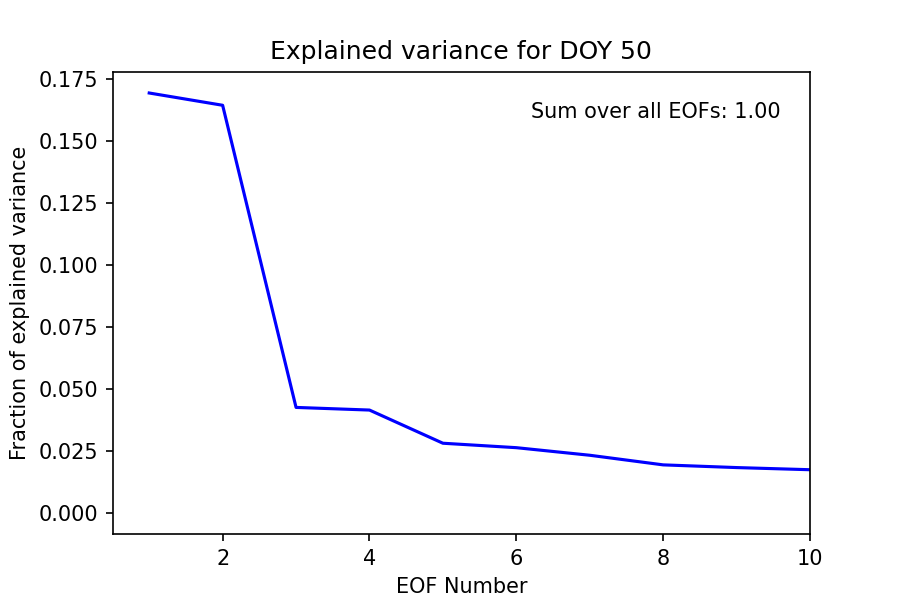 Explained variance for DOY 50
Sum over all EOFs: 1.00
Fraction of explained variance
0.175
0.150
0.125
0.100
0.075
0.050
0.025
0.000
2 4 6 8 10
EOF Number